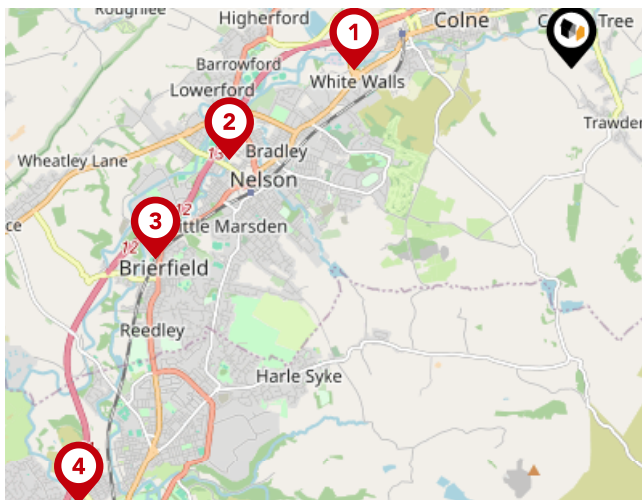 Roughlee
Higherford
Colne
1
Barrowford
White Walls
Lowerford
2
13
Bradley
Trawden
Wheatley Lane
Nelson
3
12
ttle Marsden
12
Brierfield
Reedley
Harle Syke
4